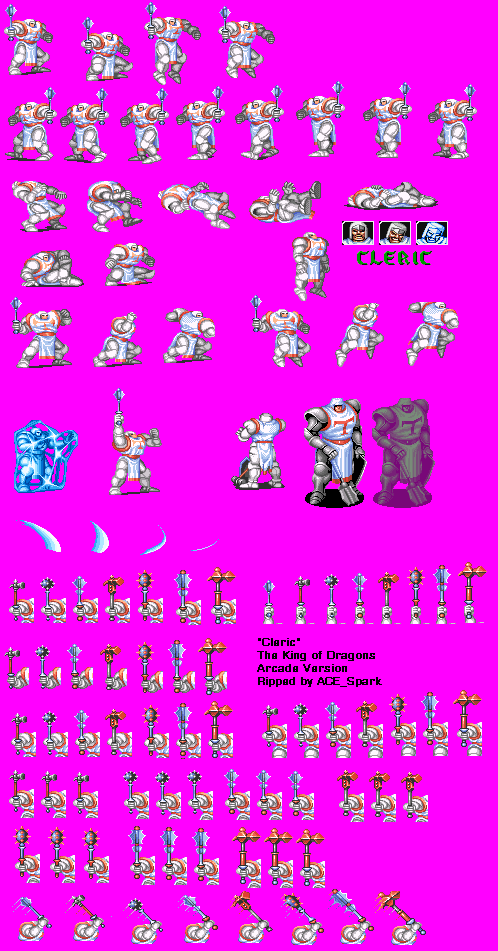 CLERIC
"Cleric"
The King of Dragons
Arcade Version
Ripped by ACE_Spark